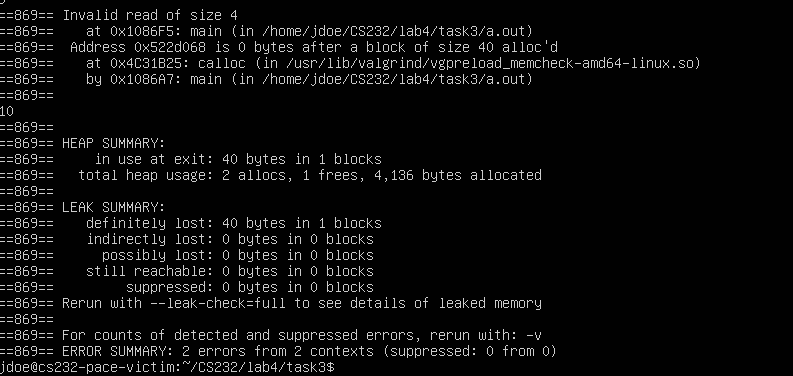 ==869== Invalid read of size 4
==869==    at 0x1086F5: main (in /home/jdoe/CS232/lab4/task3/a.out)
==869==  Address 0x522d068 is 0 bytes after a block of size 40 alloc'd
==869==    at 0x4C31B25: calloc (in /usr/lib/valgrind/vgpreload_memcheck-amd64-linux.so)
==869==    by 0x1086A7: main (in /home/jdoe/CS232/lab4/task3/a.out)
==869==
10
==869==
==869== HEAP SUMMARY:
==869==     in use at exit: 40 bytes in 1 blocks
==869==   total heap usage: 2 allocs, 1 frees, 4,136 bytes allocated
==869==
==869== LEAK SUMMARY:
==869==    definitely lost: 40 bytes in 1 blocks
==869==    indirectly lost: 0 bytes in 0 blocks
==869==      possibly lost: 0 bytes in 0 blocks
==869==    still reachable: 0 bytes in 0 blocks
==869==         suppressed: 0 bytes in 0 blocks
==869== Rerun with --leak-check=full to see details of leaked memory
==869==
==869== For counts of detected and suppressed errors, rerun with: -v
==869== ERROR SUMMARY: 2 errors from 2 contexts (suppressed: 0 from 0)
jdoe@cs232-pace-victim:~/CS232/lab4/task3$